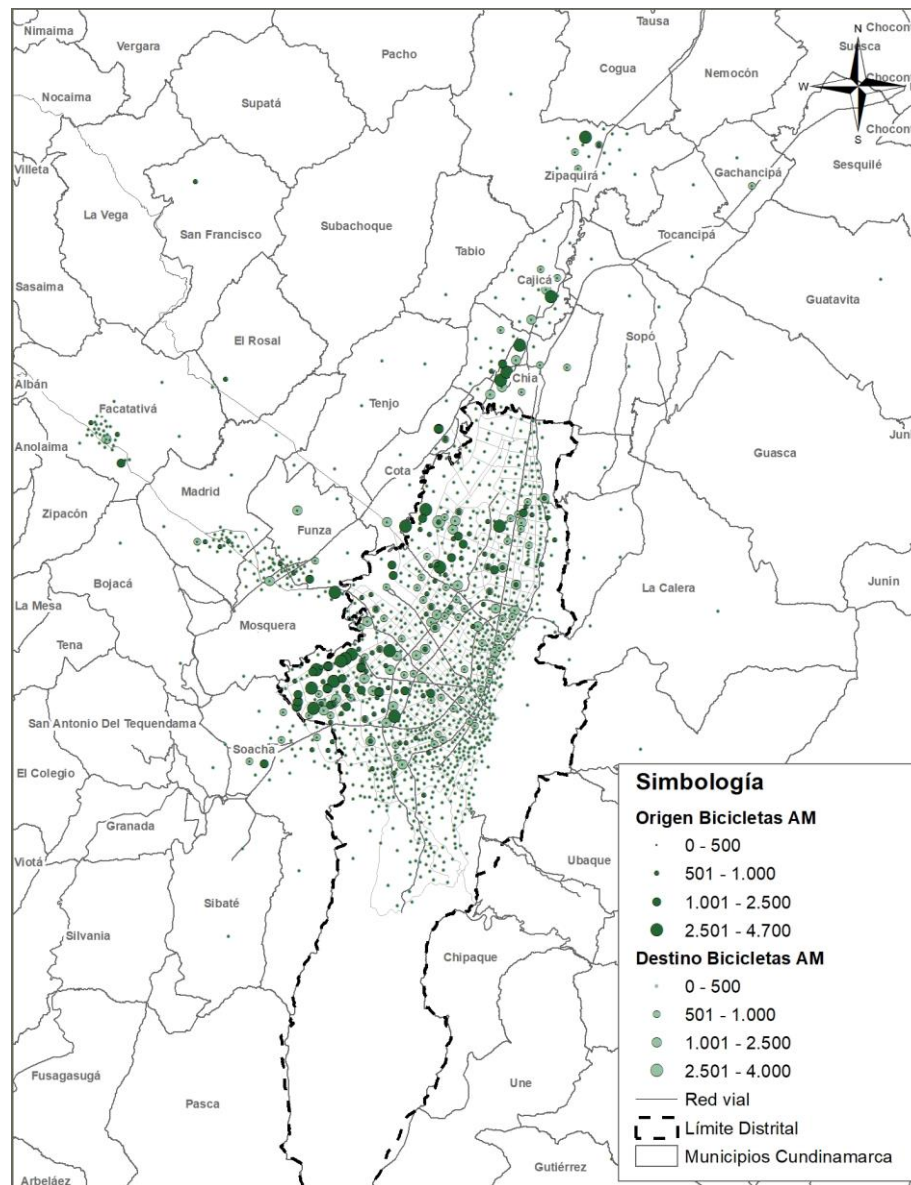 Nimaima
Vergara
Pacho
Tausa
Chocont
Suesca
N
Cogua
Nemocón
Chocont
W
Nocaima
Supatá
S
Chocont
Villeta
Zipaquirá
Gachancipá
Sesquilé
La Vega
San Francisco
Subachoque
Tocancipá
Tabio
Cajicá
Sasaima
Guatavita
El Rosal
Sopó
Albán
Facatativá
Tenjo
Chía
Anolaima
Cota
Guasca
Juni
Madrid
Zipacón
Funza
Bojacá
La Calera
Junin
La Mesa
Mosquera
Tena
San Antonio Del Tequendama
Soacha
El Colegio
Granada
Viotá
Ubaque
Sibaté
Silvania
Chipaque
Fusagasugá
Pasca
Une
Arbeláez
Gutiérrez
Simbología
Origen Bicicletas AM
0 - 500
501 - 1.000
1.001 - 2.500
2.501 - 4.700
Destino Bicicletas AM
0 - 500
501 - 1.000
1.001 - 2.500
2.501 - 4.000
Red vial
Límite Distrital
Municipios Cundinamarca